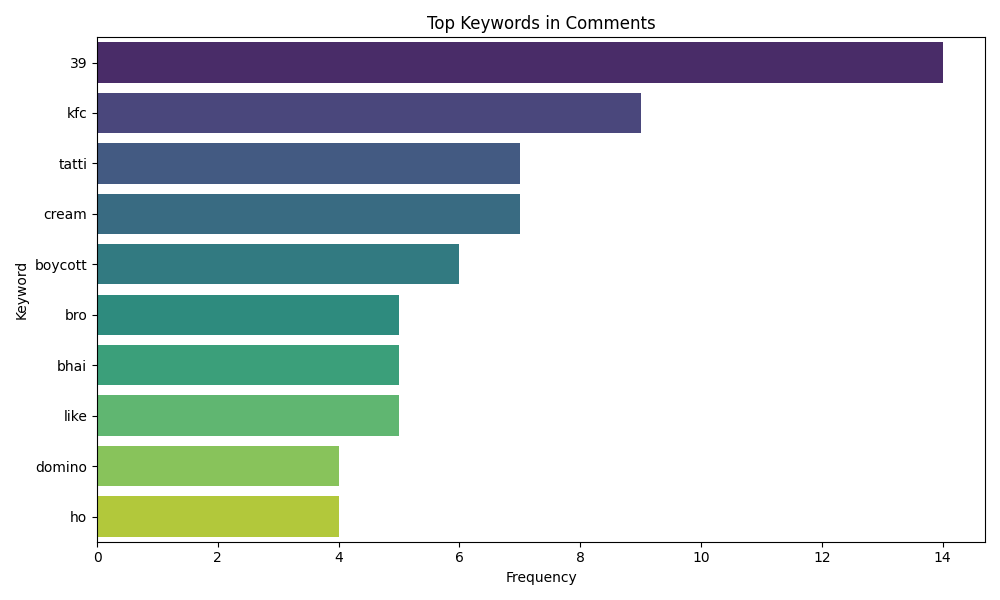 Top Keywords in Comments
39
kfc
tatti
cream
boycott
bro
bhai
like
domino
ho
Keyword
0 2 4 6 8 10 12 14
Frequency